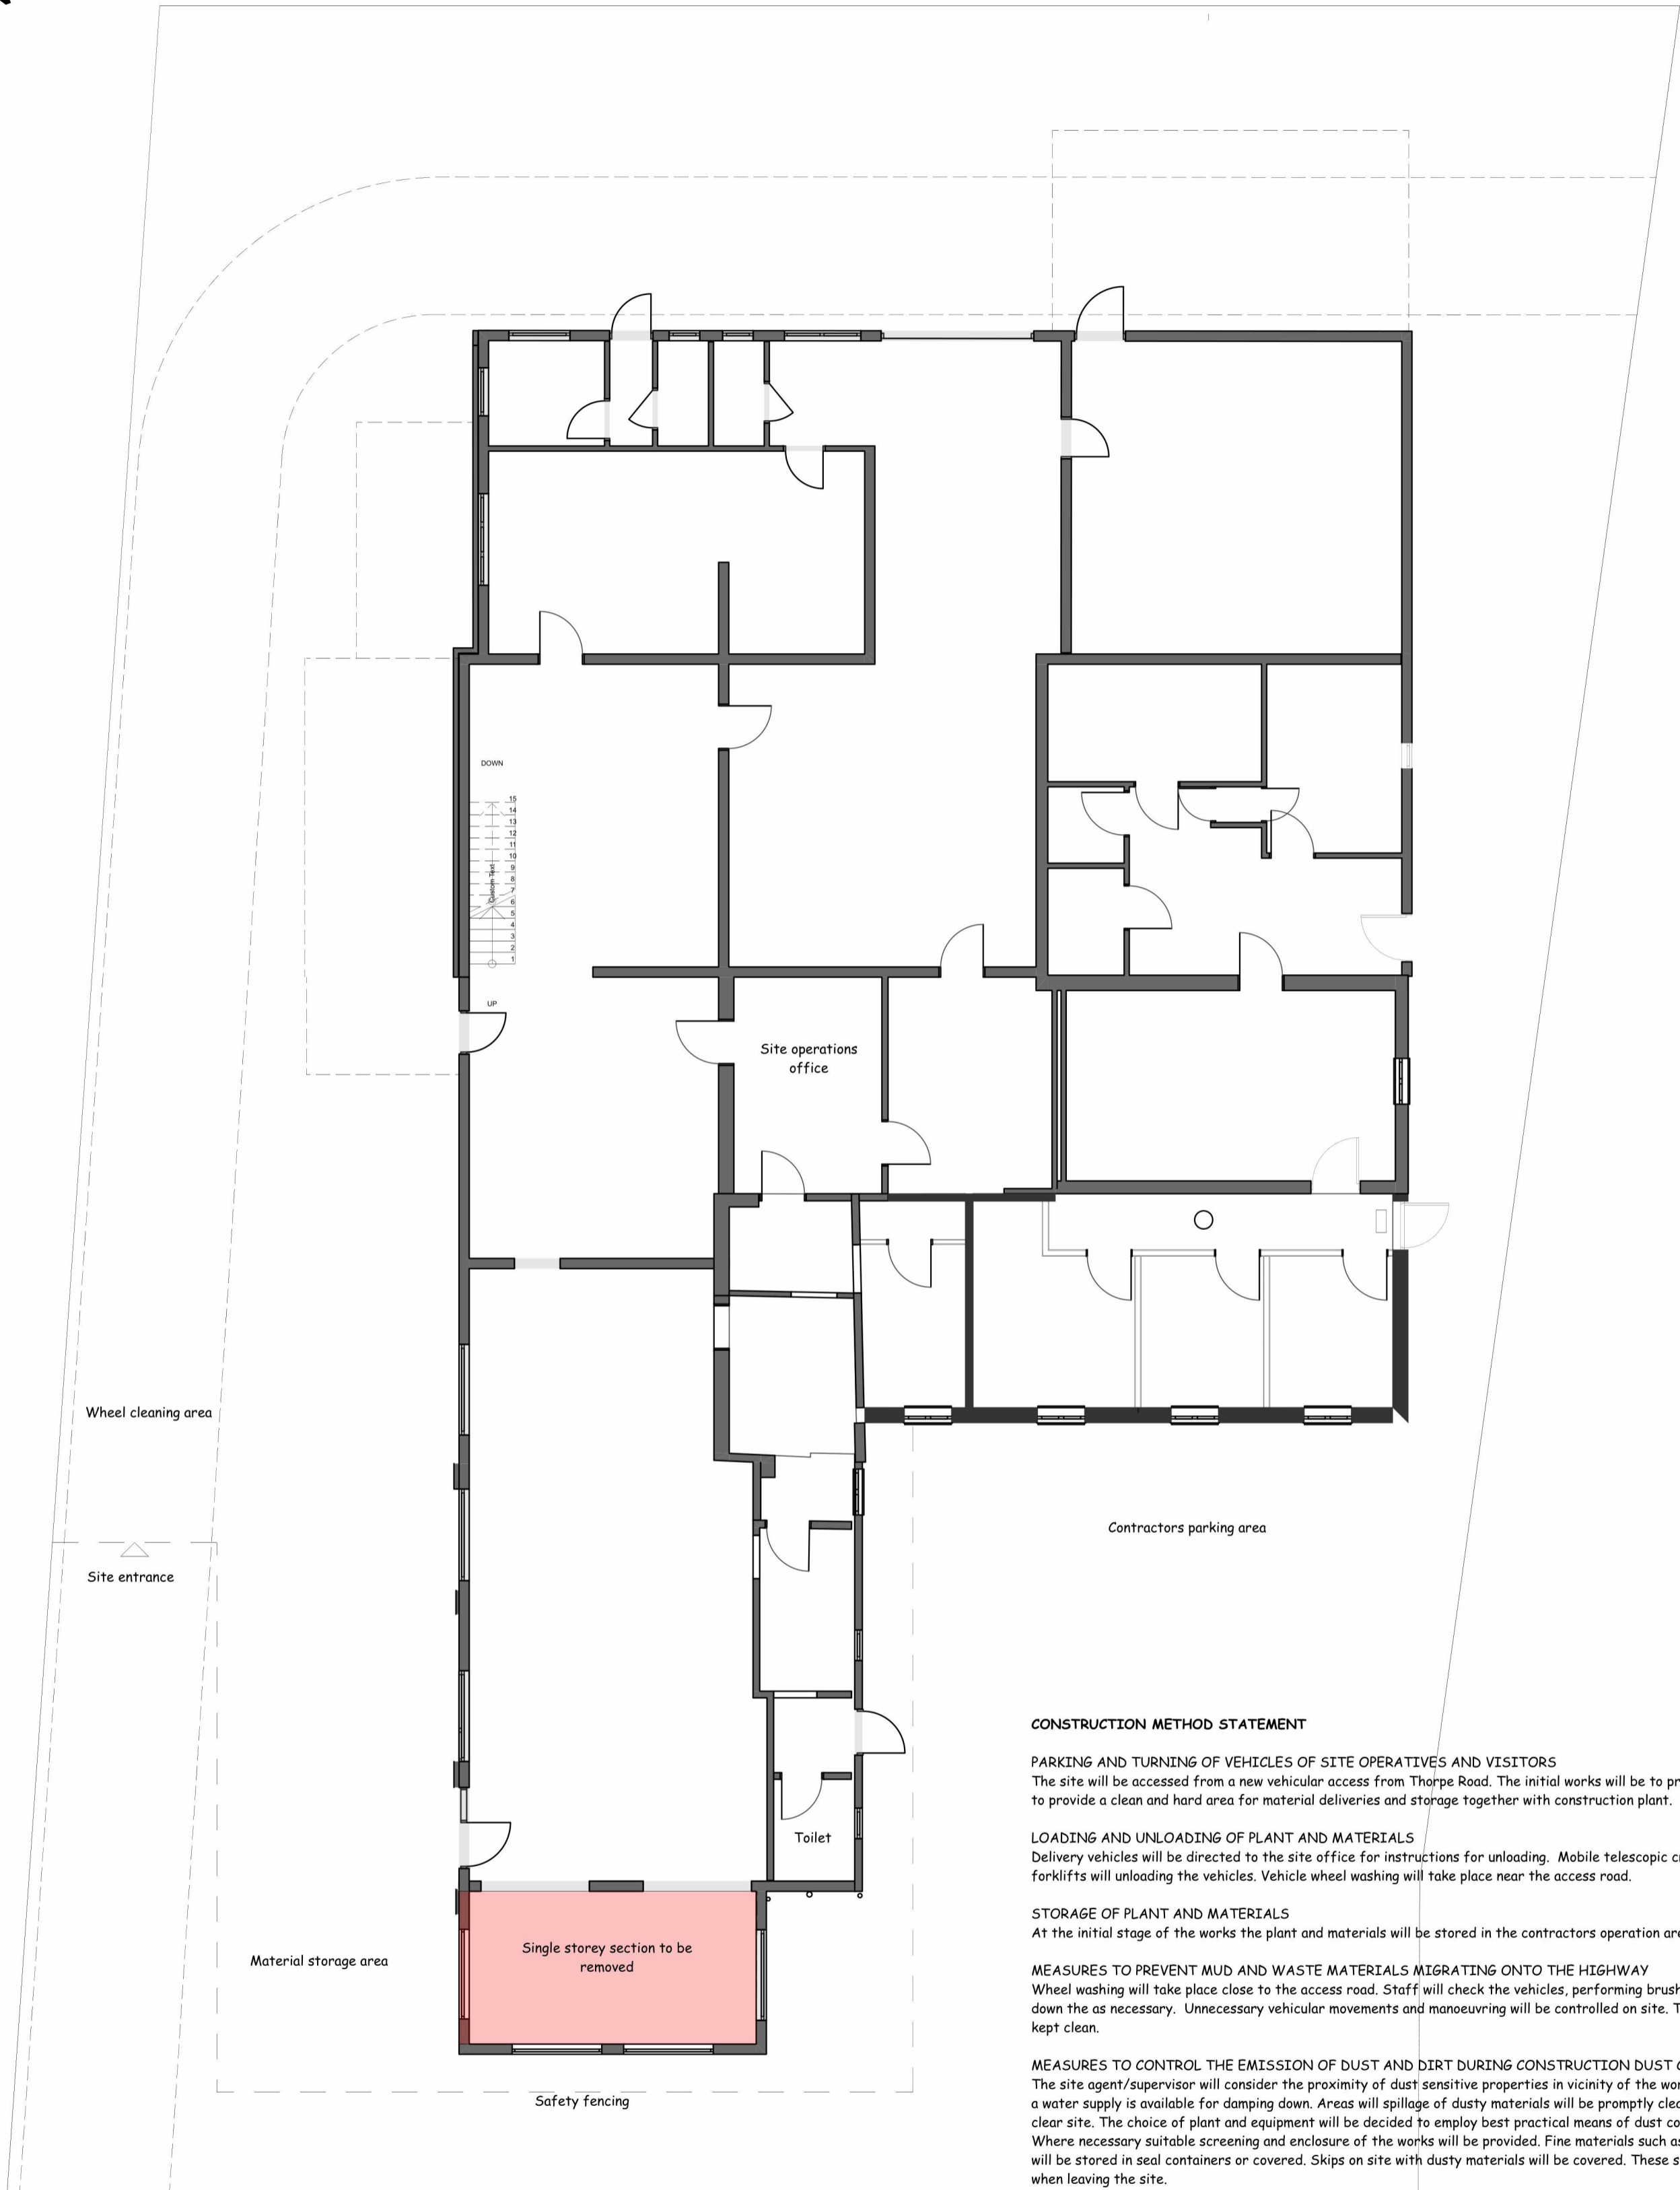 DOWN
15
14
13
12
11
10
9
8
7
6
5
4
3
2
1
Custom Text
UP
Site operations
office
Wheel cleaning area
Contractors parking area
Site entrance
Toilet
Single storey section to be
removed
Material storage area
Safety fencing
CONSTRUCTION METHOD STATEMENT
PARKING AND TURNING OF VEHICLES OF SITE OPERATIVES AND VISITORS
The site will be accessed from a new vehicular access from Thorpe Road. The initial works will be to pr
to provide a clean and hard area for material deliveries and storage together with construction plant.
LOADING AND UNLOADING OF PLANT AND MATERIALS
Delivery vehicles will be directed to the site office for instructions for unloading. Mobile telescopic c
forklifts will unloading the vehicles. Vehicle wheel washing will take place near the access road.
STORAGE OF PLANT AND MATERIALS
At the initial stage of the works the plant and materials will be stored in the contractors operation are
MEASURES TO PREVENT MUD AND WASTE MATERIALS MIGRATING ONTO THE HIGHWAY
Wheel washing will take place close to the access road. Staff will check the vehicles, performing brush
down the as necessary. Unnecessary vehicular movements and manoeuvring will be controlled on site. T
kept clean.
MEASURES TO CONTROL THE EMISSION OF DUST AND DIRT DURING CONSTRUCTION DUST
The site agent/supervisor will consider the proximity of dust sensitive properties in vicinity of the wor
a water supply is available for damping down. Areas will spillage of dusty materials will be promptly clea
clear site. The choice of plant and equipment will be decided to employ best practical means of dust co
Where necessary suitable screening and enclosure of the works will be provided. Fine materials such as
will be stored in seal containers or covered. Skips on site with dusty materials will be covered. These s
when leaving the site.